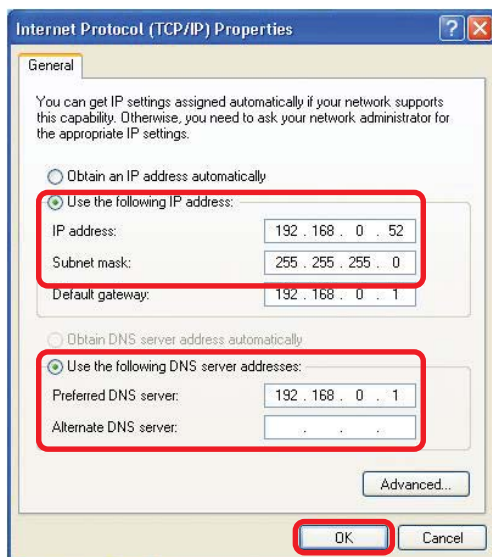 Internet Protocol (TCP/IP) Properties
General
You can get IP settings assigned automatically if your network supports
this capability. Otherwise, you need to ask your network administrator for
the appropriate IP settings.
Obtain an IP address automatically
Use the following IP address:
IP address: 192 . 168 . 0 . 52
Subnet mask: 255 . 255 . 255 . 0
Default gateway: 192 . 168 . 0 . 1
Obtain DNS server address automatically
Use the following DNS server addresses:
Preferred DNS server: 192 . 168 . 0 . 1
Alternate DNS server: . . .
Advanced...
OK Cancel